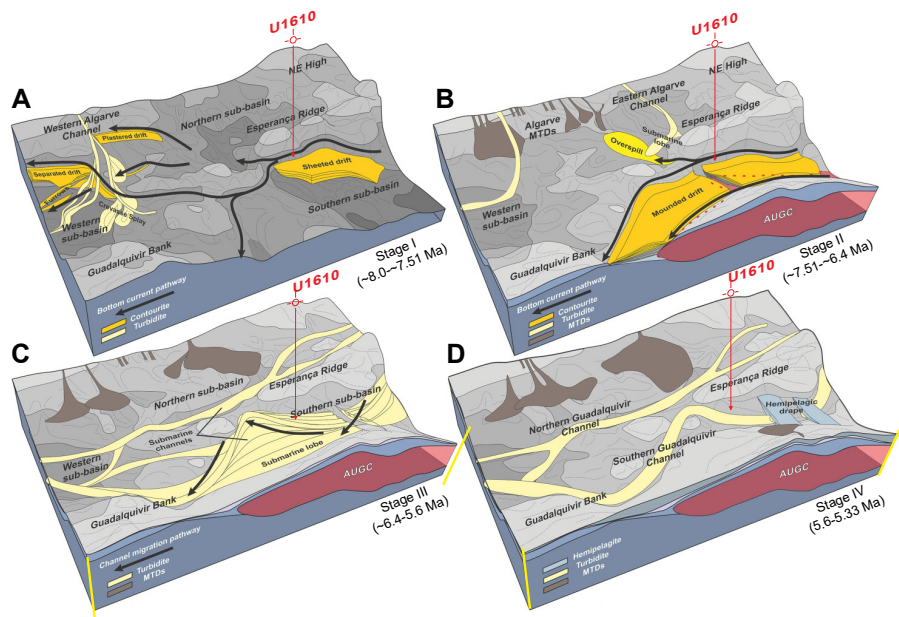 A
U1610
NE High
Western Algarve
Channel
Northern sub-basin
Esperança Ridge
Plastered drift
Separated drift
Sheeted drift
Crevasse Splay
Western
sub-basin
Southern sub-basin
Guadalquivir Bank
Stage I
(~8.0-~7.51 Ma)
Bottom current pathway
Contourite
Turbidite
B
U1610
NE High
Eastern Algarve
Channel
Algarve
MTDs
Esperança Ridge
Submarine
lobe
Overspill
Mounded drift
Western
sub-basin
AUGC
Guadalquivir Bank
Stage II
(~7.51-~6.4 Ma)
Bottom current pathway
Contourite
Turbidite
MTDs
C
U1610
Northern sub-basin
Esperança Ridge
Southern sub-basin
Submarine
channels
Submarine lobe
Western
sub-basin
Guadalquivir Bank
AUGC
Stage III
(~6.4-5.6 Ma)
Channel migration pathway
Turbidite
MTDs
D
U1610
Esperança Ridge
Hemipelagic
drape
Northern Guadalquivir
Channel
Southern Guadalquivir
Channel
Guadalquivir Bank
AUGC
Stage IV
(5.6-5.33 Ma)
Hemipelagite
Turbidite
MTDs